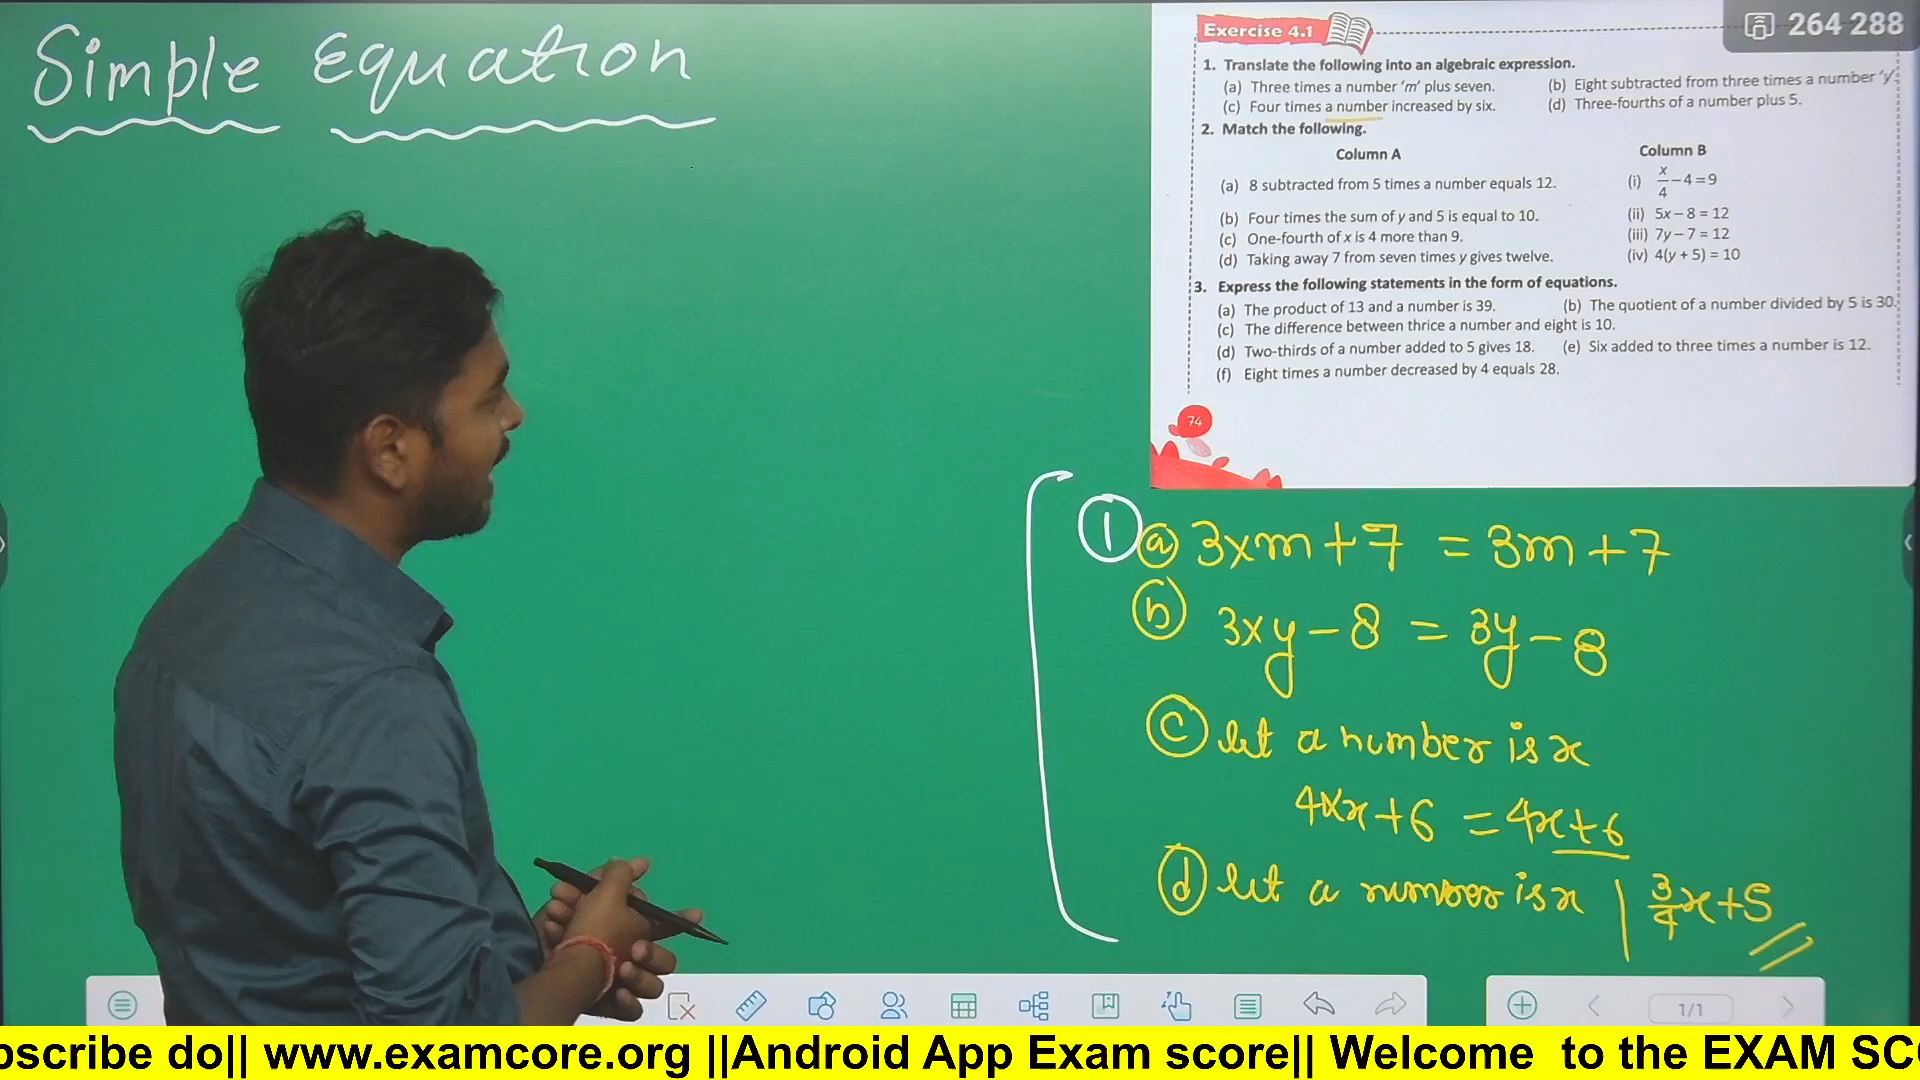 Simple Equation
264 288
Exercise 4.1
1. Translate the following into an algebraic expression.
(a) Three times a number 'm' plus seven. (b) Eight subtracted from three times a number 'y'.
(c) Four times a number increased by six. (d) Three-fourths of a number plus 5.
2. Match the following.
Column A Column B
(a) 8 subtracted from 5 times a number equals 12. (i) x/4 – 4 = 9
(b) Four times the sum of y and 5 is equal to 10. (ii) 5x – 8 = 12
(c) One-fourth of x is 4 more than 9. (iii) 7y – 7 = 12
(d) Taking away 7 from seven times y gives twelve. (iv) 4(y + 5) = 10
3. Express the following statements in the form of equations.
(a) The product of 13 and a number is 39. (b) The quotient of a number divided by 5 is 30.
(c) The difference between thrice a number and eight is 10.
(d) Two-thirds of a number added to 5 gives 18. (e) Six added to three times a number is 12.
(f) Eight times a number decreased by 4 equals 28.
74
① ⓐ 3×m+7 = 3m+7
ⓑ 3×y-8 = 3y-8
ⓒ let a number is x
4×x+6 = 4x+6
ⓓ let a number is x | 3/4x+5
1/1
bscribe do|| www.examcore.org ||Android App Exam score|| Welcome to the EXAM SC